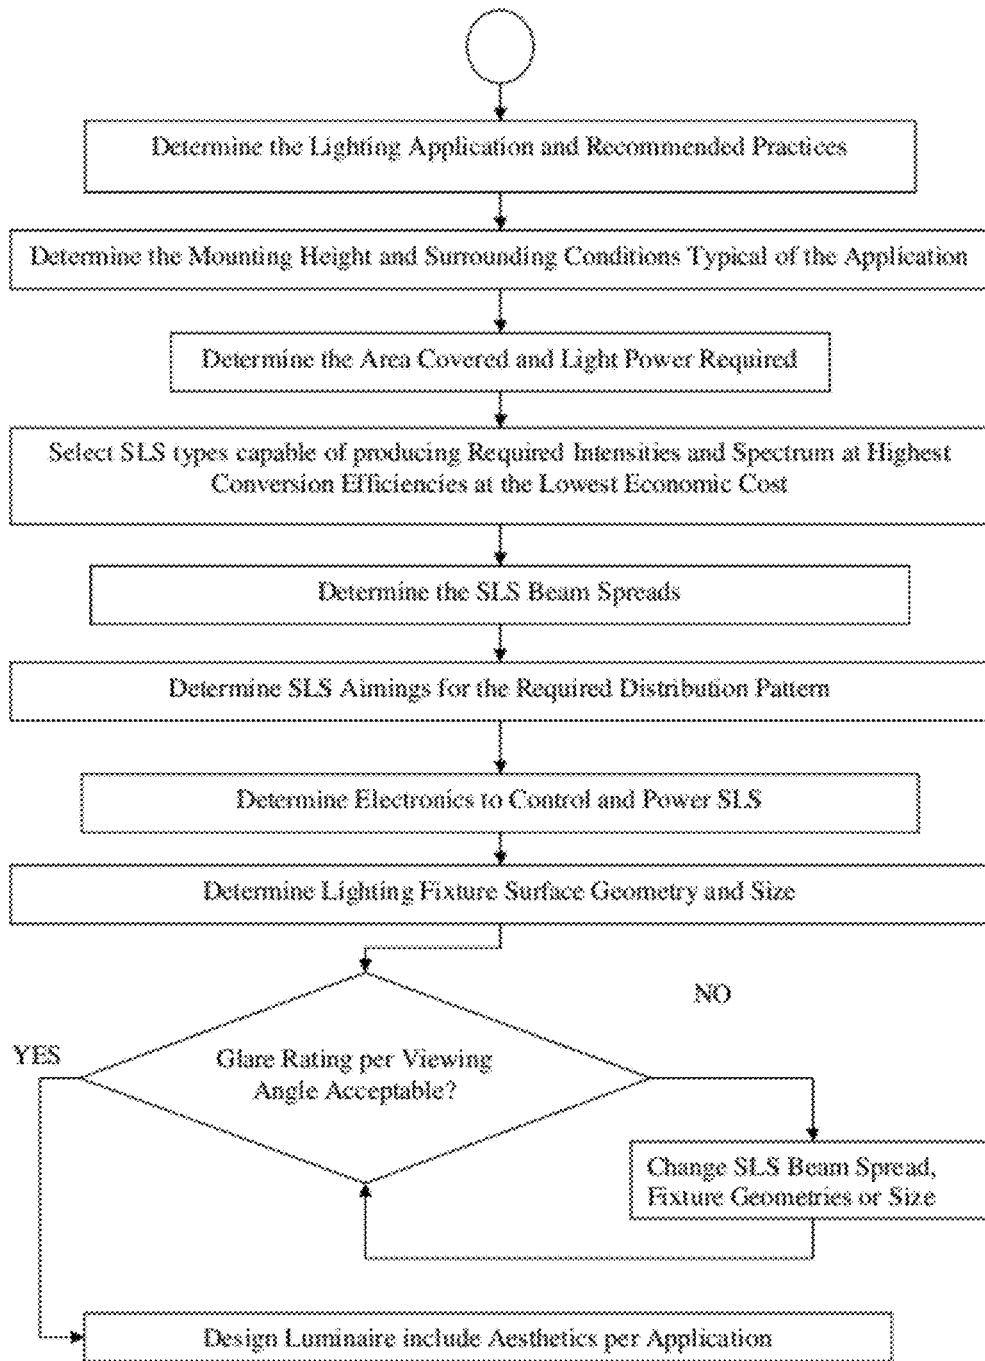 Determine the Lighting Application and Recommended Practices
Determine the Mounting Height and Surrounding Conditions Typical of the Application
Determine the Area Covered and Light Power Required
Select SLS types capable of producing Required Intensities and Spectrum at Highest
Conversion Efficiencies at the Lowest Economic Cost
Determine the SLS Beam Spreads
Determine SLS Aimings for the Required Distribution Pattern
Determine Electronics to Control and Power SLS
Determine Lighting Fixture Surface Geometry and Size
NO
YES
Glare Rating per Viewing
Angle Acceptable?
Change SLS Beam Spread,
Fixture Geometries or Size
Design Luminaire include Aesthetics per Application